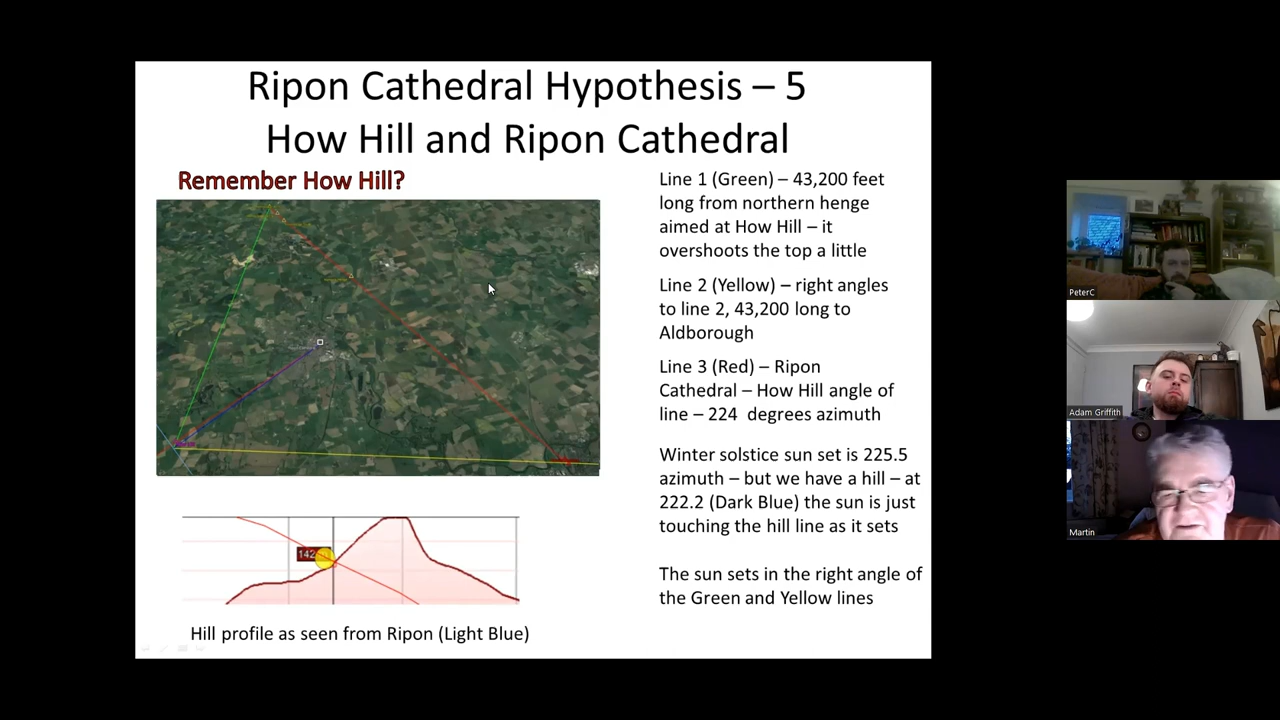 Ripon Cathedral Hypothesis – 5
How Hill and Ripon Cathedral
Remember How Hill?
Line 1 (Green) – 43,200 feet
long from northern henge
aimed at How Hill – it
overshoots the top a little
Line 2 (Yellow) – right angles
to line 2, 43,200 long to
Aldborough
Line 3 (Red) – Ripon
Cathedral – How Hill angle of
line – 224 degrees azimuth
Winter solstice sun set is 225.5
azimuth – but we have a hill – at
222.2 (Dark Blue) the sun is just
touching the hill line as it sets
The sun sets in the right angle of
the Green and Yellow lines
142
Hill profile as seen from Ripon (Light Blue)
PeterC
Adam Griffith
Martin